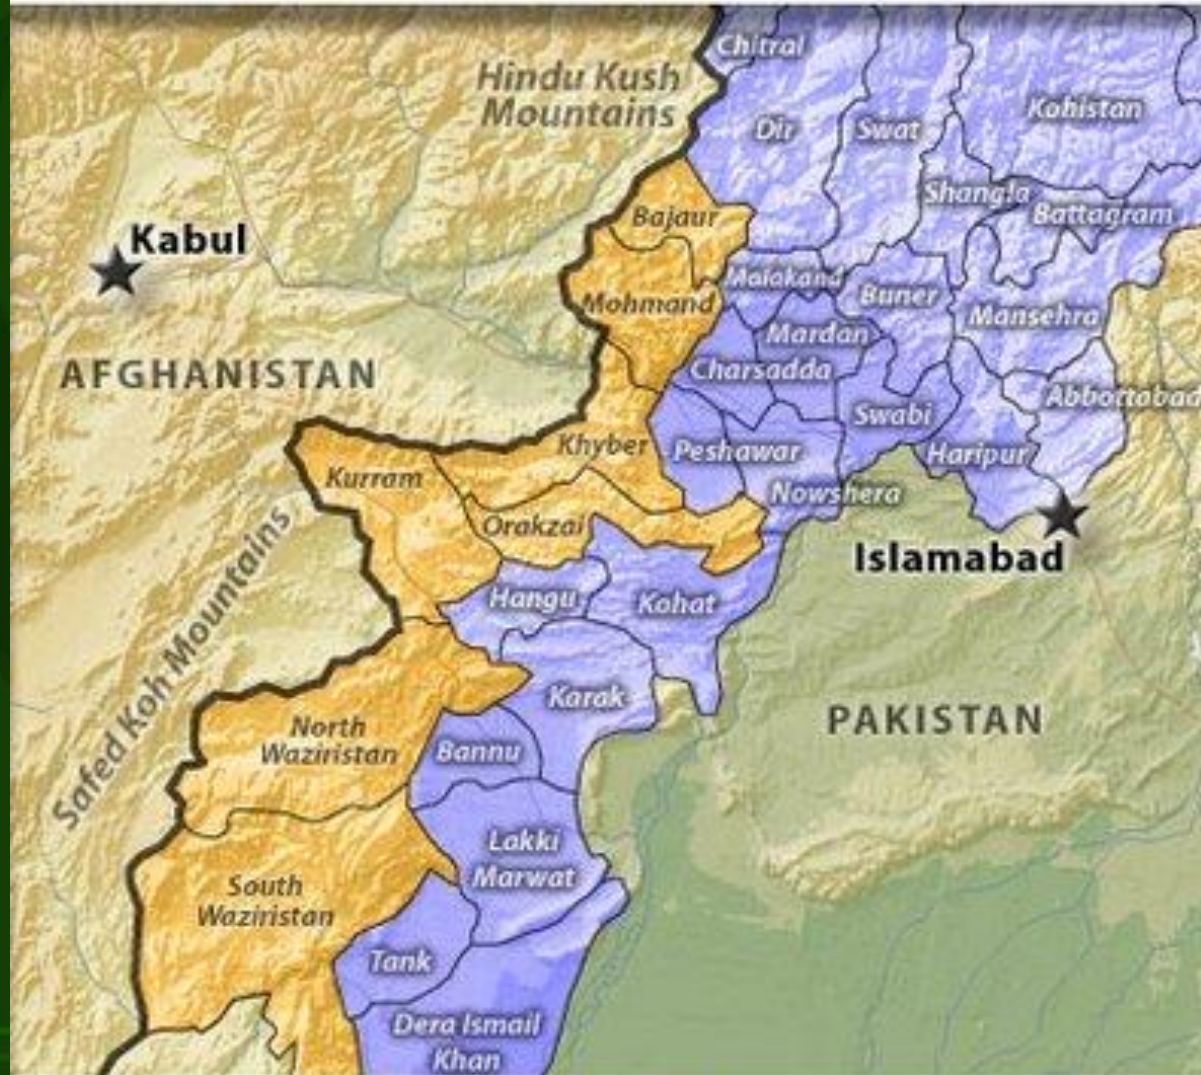 Chitral
Hindu Kush
Mountains
Kohistan
Dir
Swat
Shangla
Battagram
Bajaur
Kabul
Malakand
Buner
Mohmand
Mansehra
Mardan
AFGHANISTAN
Charsadda
Abbottabad
Swabi
Khyber
Peshawar
Haripur
Kurram
Nowshera
Orakzai
Islamabad
Safed Koh Mountains
Hangu
Kohat
Karak
PAKISTAN
North
Waziristan
Bannu
Lakki
Marwat
South
Waziristan
Tank
Dera Ismail
Khan